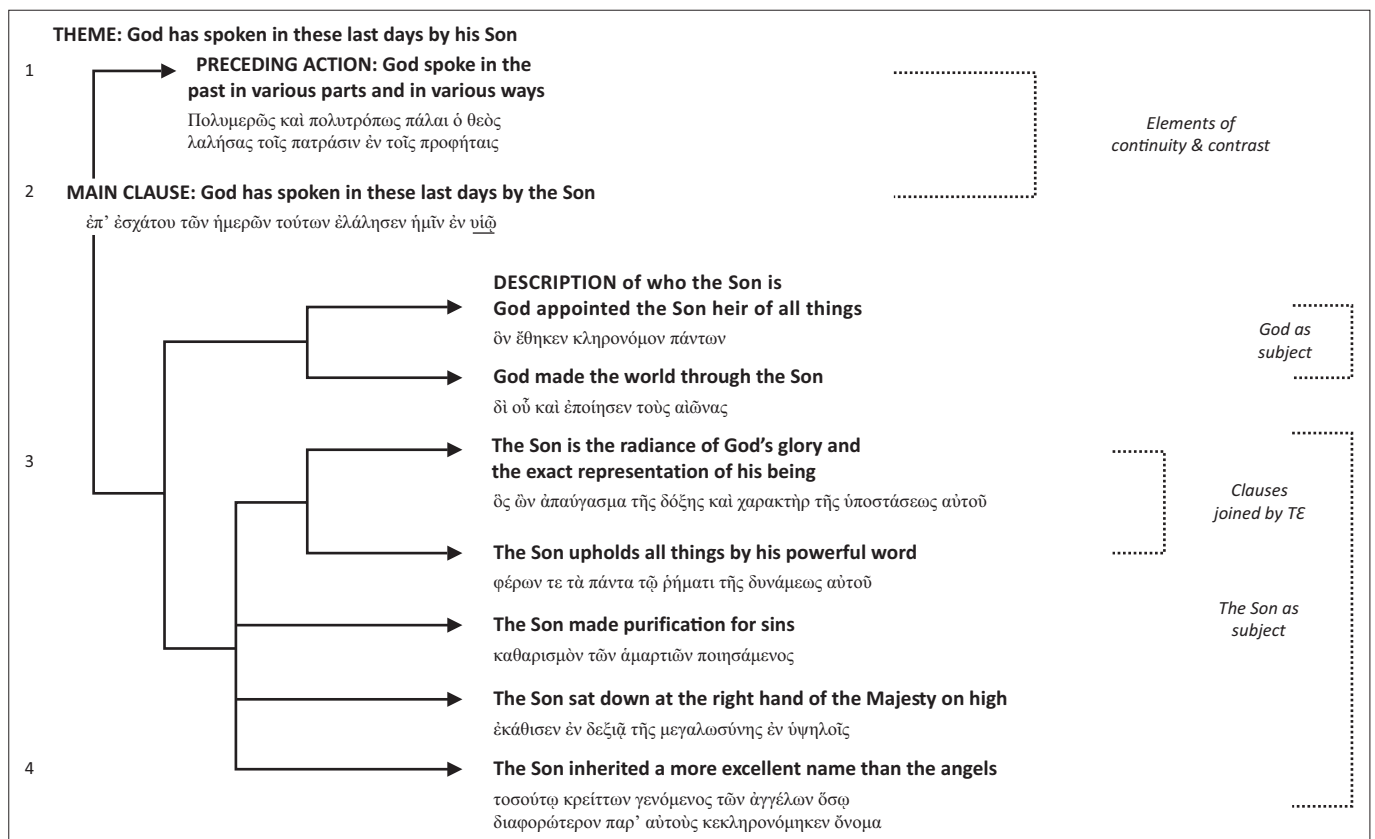 THEME: God has spoken in these last days by his Son
1
PRECEDING ACTION: God spoke in the
past in various parts and in various ways
Πολυμερῶς καὶ πολυτρόπως πάλαι ὁ θεὸς
λαλήσας τοῖς πατράσιν ἐν τοῖς προφήταις
Elements of
continuity & contrast
2
MAIN CLAUSE: God has spoken in these last days by the Son
ἐπ’ ἐσχάτου τῶν ἡμερῶν τούτων ἐλάλησεν ἡμῖν ἐν υἱῷ
DESCRIPTION of who the Son is
God appointed the Son heir of all things
ὃν ἔθηκεν κληρονόμον πάντων
God as
subject
God made the world through the Son
δὶ οὗ καὶ ἐποίησεν τοὺς αἰῶνας
3
The Son is the radiance of God’s glory and
the exact representation of his being
ὃς ὢν ἀπαύγασμα τῆς δόξης καὶ χαρακτὴρ τῆς ὑποστάσεως αὐτοῦ
Clauses
joined by ΤΕ
The Son upholds all things by his powerful word
φέρων τε τὰ πάντα τῷ ῥήματι τῆς δυνάμεως αὐτοῦ
The Son as
subject
The Son made purification for sins
καθαρισμὸν τῶν ἁμαρτιῶν ποιησάμενος
The Son sat down at the right hand of the Majesty on high
ἐκάθισεν ἐν δεξιᾷ τῆς μεγαλωσύνης ἐν ὑψηλοῖς
4
The Son inherited a more excellent name than the angels
τοσούτῳ κρείττων γενόμενος τῶν ἀγγέλων ὅσῳ
διαφορώτερον παρ’ αὐτοὺς κεκληρονόμηκεν ὄνομα